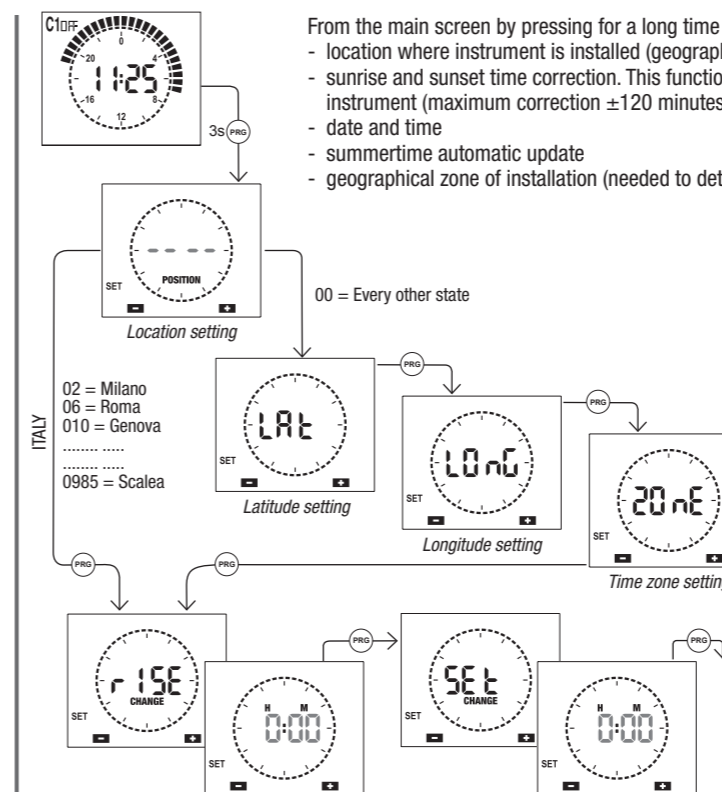 From the main screen by pressing for a long time
- location where instrument is installed (geograph
- sunrise and sunset time correction. This functio
instrument (maximum correction ±120 minutes
- date and time
- summertime automatic update
- geographical zone of installation (needed to det
C1OFF
0
20
11:25
16
8
12
3s PRG
- - - -
POSITION
SET
- +
Location setting
00 = Every other state
ITALY
02 = Milano
06 = Roma
010 = Genova
........ .....
........ .....
0985 = Scalea
PRG
LAt
SET
- +
Latitude setting
PRG
LOnG
SET
- +
Longitude setting
PRG
ZOnE
SET
- +
Time zone setting
PRG
PRG
rISE
CHANGE
SET
- +
H M
0:00
SET
- +
PRG
SEt
CHANGE
SET
- +
H M
0:00
SET
- +
PRG